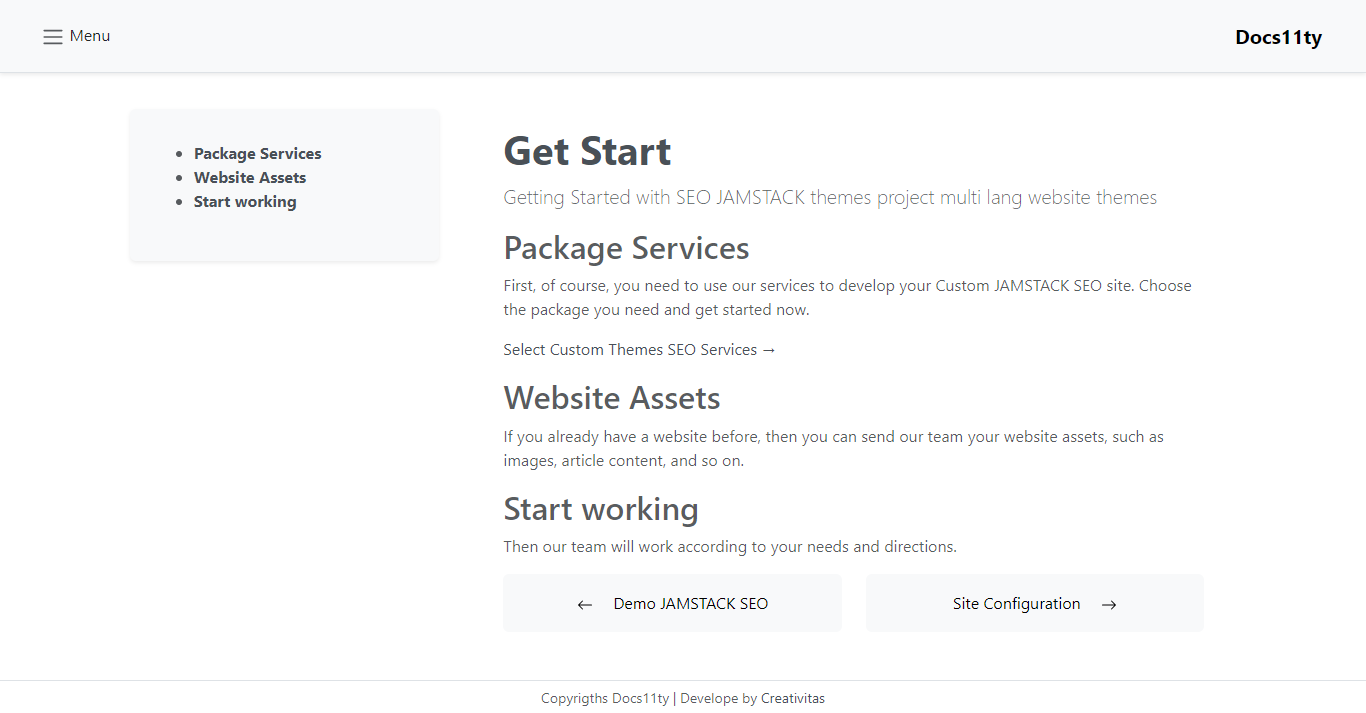 Menu
Docs11ty
Package Services
Website Assets
Start working
Get Start
Getting Started with SEO JAMSTACK themes project multi lang website themes
Package Services
First, of course, you need to use our services to develop your Custom JAMSTACK SEO site. Choose
the package you need and get started now.
Select Custom Themes SEO Services →
Website Assets
If you already have a website before, then you can send our team your website assets, such as
images, article content, and so on.
Start working
Then our team will work according to your needs and directions.
← Demo JAMSTACK SEO
Site Configuration →
Copyrigths Docs11ty | Develope by Creativitas